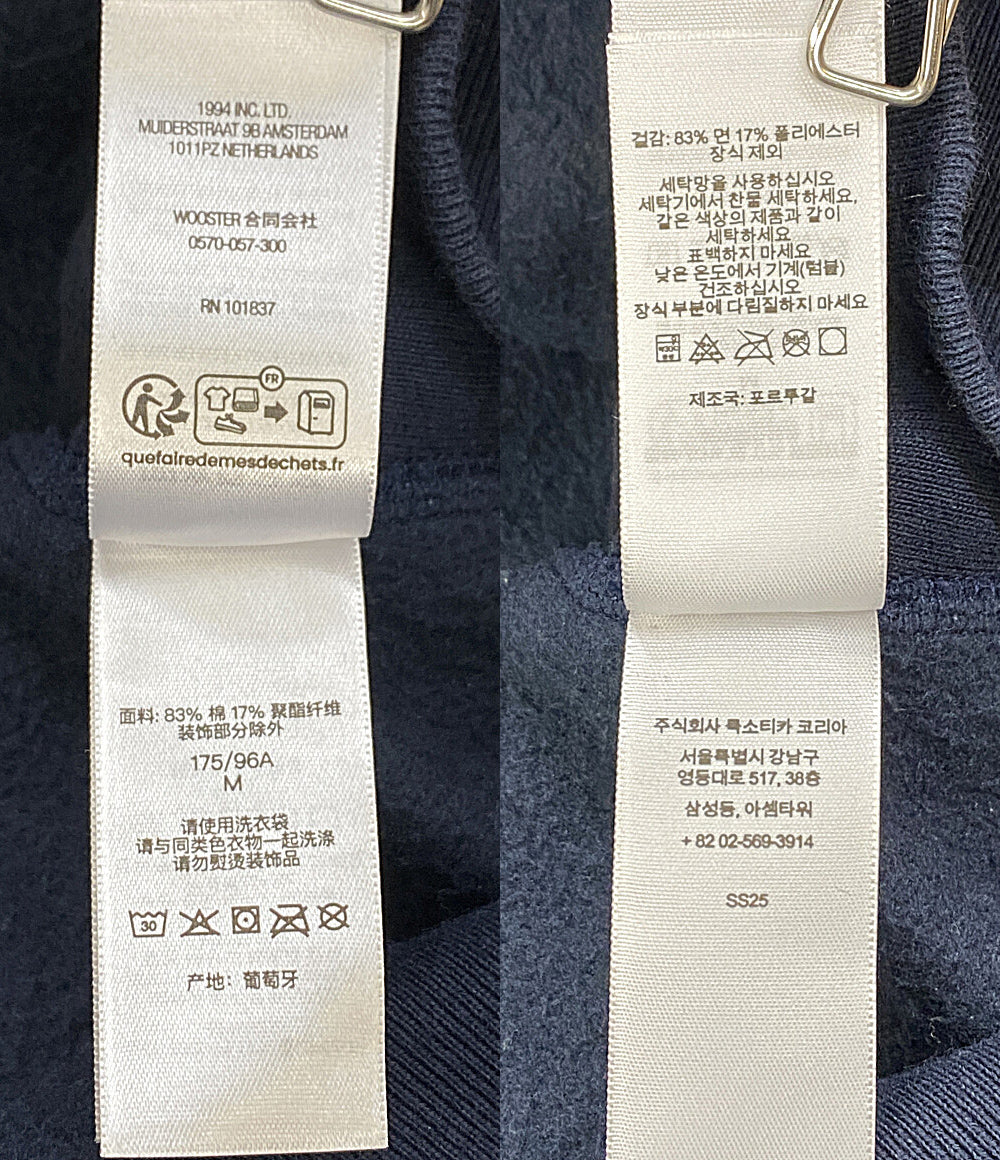 1994 INC. LTD.
MUIDERSTRAAT 9B AMSTERDAM
1011PZ NETHERLANDS
WOOSTER 合同会社
0570-057-300
RN 101837
FR
quefairedemesdechets.fr
面料: 83% 棉 17% 聚酯纤维
装饰部分除外
175/96A
M
请使用洗衣袋
请与同类色衣物一起洗涤
请勿熨烫装饰品
30
产地: 葡萄牙
겉감: 83% 면 17% 폴리에스터
장식 제외
세탁망을 사용하십시오
세탁기에서 찬물 세탁하세요,
같은 색상의 제품과 같이
세탁하세요
표백하지 마세요
낮은 온도에서 기계(텀블)
건조하십시오
장식 부분에 다림질하지 마세요
제조국: 포르투갈
주식회사 륵소티카 코리아
서울특별시 강남구
영등대로 517, 38층
삼성등, 아셈타워
+ 82 02-569-3914
SS25